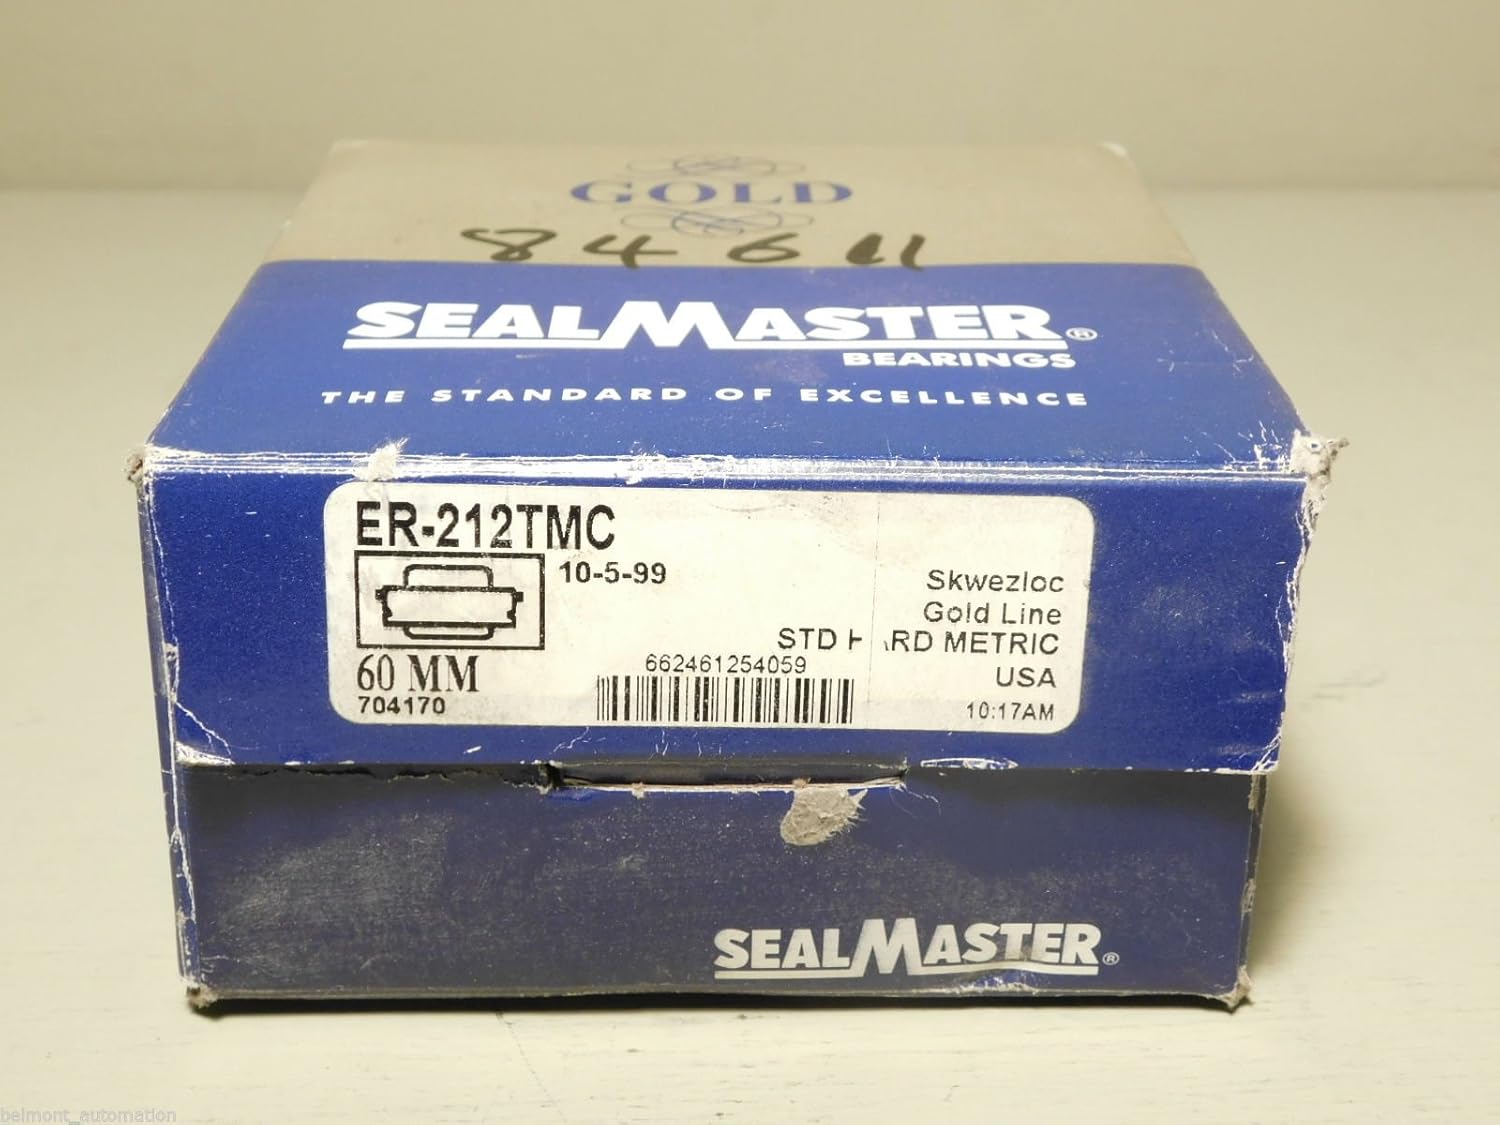 GOLD
84611
SEALMASTER®
BEARINGS
THE STANDARD OF EXCELLENCE
ER-212TMC
10-5-99
Skwezloc
Gold Line
STD HARD METRIC
60 MM
662461254059
USA
704170
10:17AM
SEALMASTER®
belmont_automation